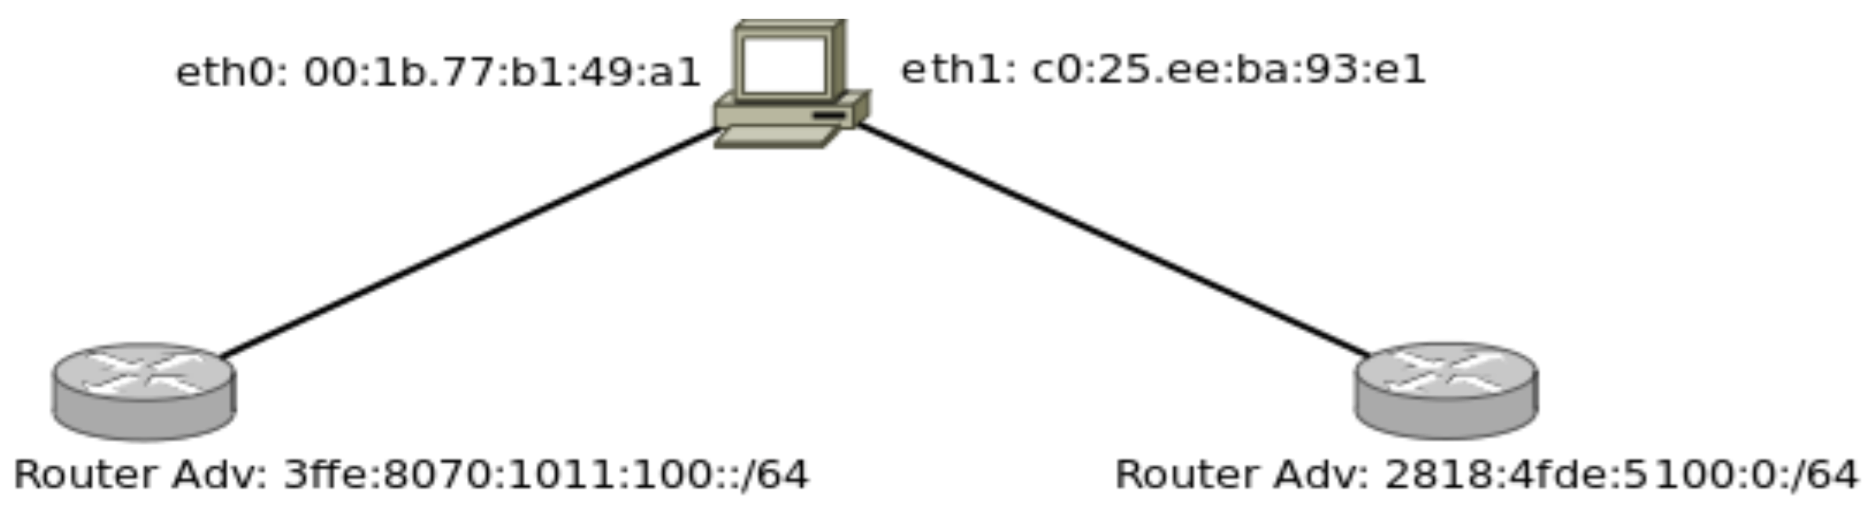 eth0: 00:1b.77:b1:49:a1
eth1: c0:25.ee:ba:93:e1
Router Adv: 3ffe:8070:1011:100::/64
Router Adv: 2818:4fde:5100:0:/64